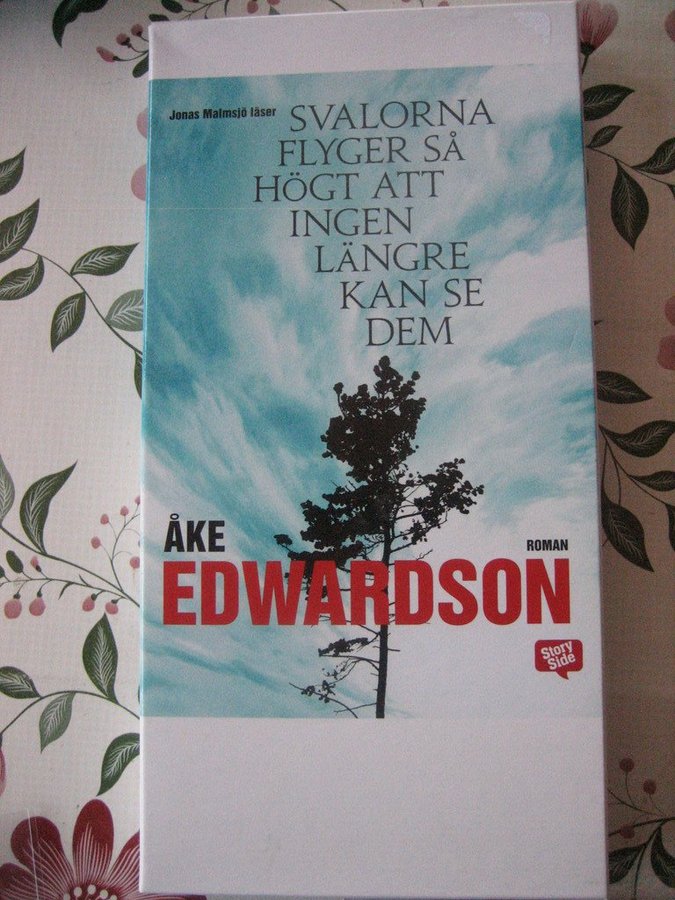 Jonas Malmsjö läser
SVALORNA
FLYGER SÅ
HÖGT ATT
INGEN
LÄNGRE
KAN SE
DEM
ÅKE
ROMAN
EDWARDSON
Story
Side